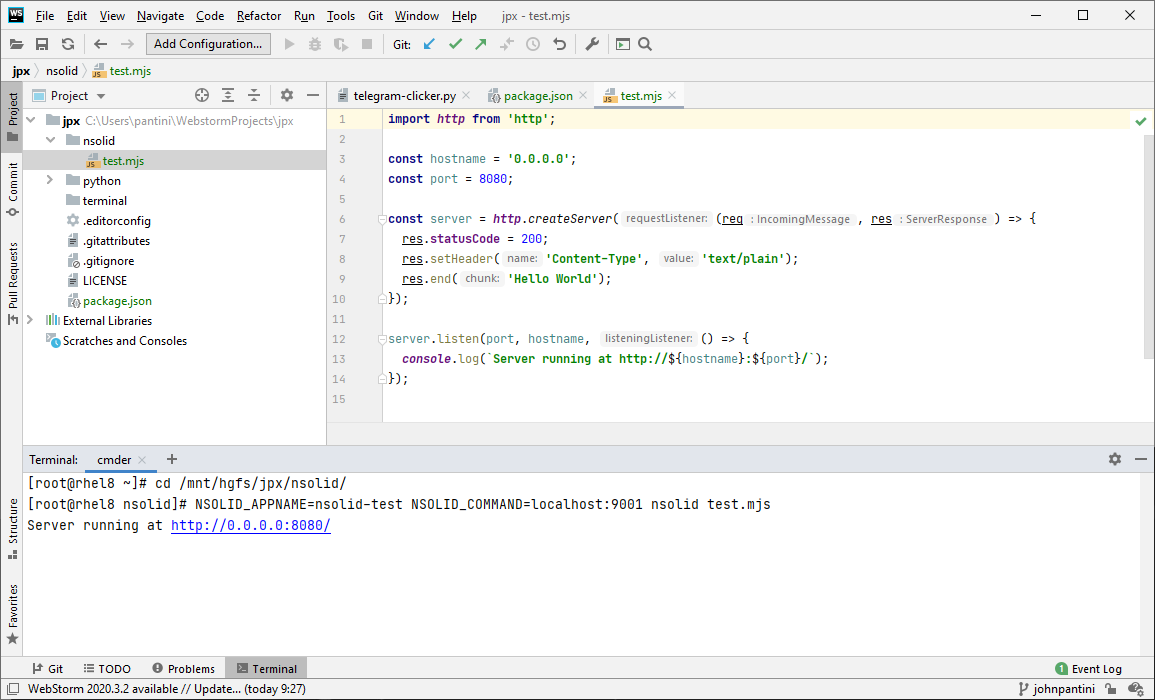 WS File Edit View Navigate Code Refactor Run Tools Git Window Help jpx - test.mjs
Add Configuration... Git:
jpx nsolid test.mjs
Project
Project
Commit
Pull Requests
Structure
Favorites
jpx C:\Users\pantini\WebstormProjects\jpx
nsolid
test.mjs
python
terminal
.editorconfig
.gitattributes
.gitignore
LICENSE
package.json
External Libraries
Scratches and Consoles
telegram-clicker.py package.json test.mjs
1 import http from 'http';
2
3 const hostname = '0.0.0.0';
4 const port = 8080;
5
6 const server = http.createServer( requestListener: (req : IncomingMessage , res : ServerResponse ) => {
7 res.statusCode = 200;
8 res.setHeader( name: 'Content-Type', value: 'text/plain');
9 res.end( chunk: 'Hello World');
10 });
11
12 server.listen(port, hostname, listeningListener: () => {
13 console.log(`Server running at http://${hostname}:${port}/`);
14 });
15
Terminal: cmder
[root@rhel8 ~]# cd /mnt/hgfs/jpx/nsolid/
[root@rhel8 nsolid]# NSOLID_APPNAME=nsolid-test NSOLID_COMMAND=localhost:9001 nsolid test.mjs
Server running at http://0.0.0.0:8080/
Git TODO Problems Terminal 1 Event Log
WebStorm 2020.3.2 available // Update... (today 9:27) johnpantini